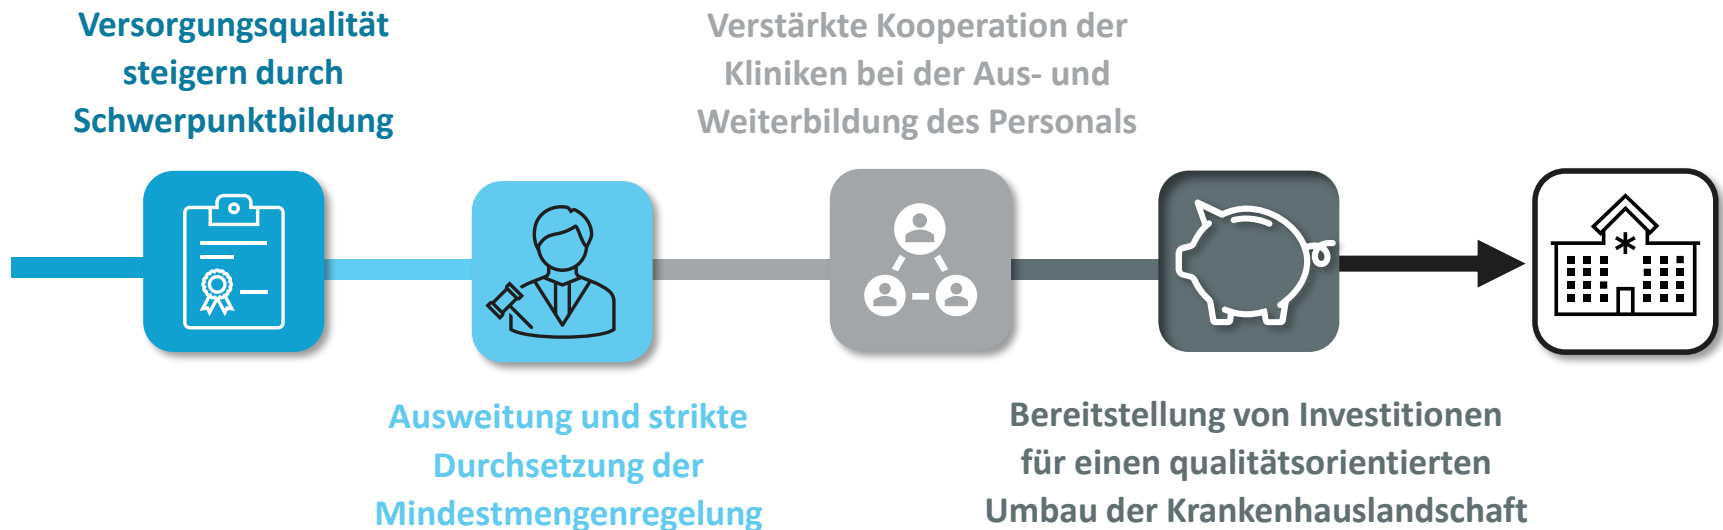 Versorgungsqualität
steigern durch
Schwerpunktbildung
Verstärkte Kooperation der
Kliniken bei der Aus- und
Weiterbildung des Personals
Ausweitung und strikte
Durchsetzung der
Mindestmengenregelung
Bereitstellung von Investitionen
für einen qualitätsorientierten
Umbau der Krankenhauslandschaft